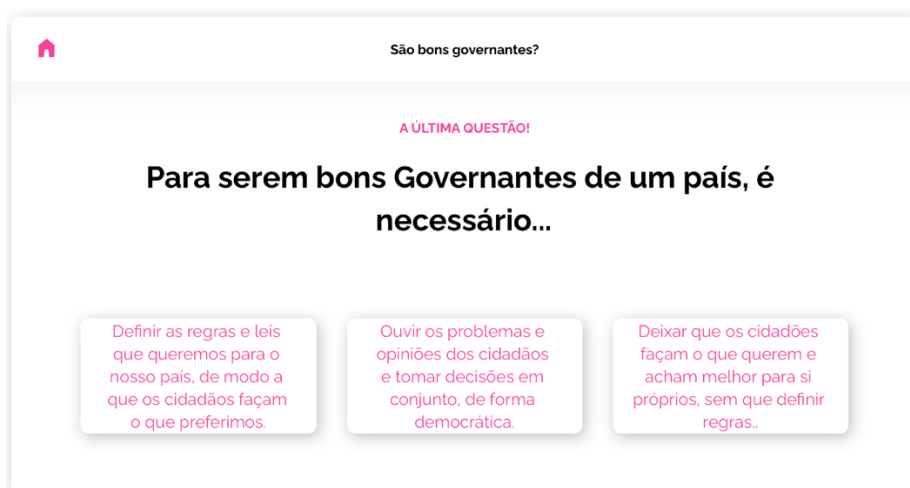 São bons governantes?
A ÚLTIMA QUESTÃO!
Para serem bons Governantes de um país, é
necessário...
Definir as regras e leis
que queremos para o
nosso país, de modo a
que os cidadãos façam
o que preferimos.
Ouvir os problemas e
opiniões dos cidadãos
e tomar decisões em
conjunto, de forma
democrática.
Deixar que os cidadões
façam o que querem e
acham melhor para si
próprios, sem que definir
regras..